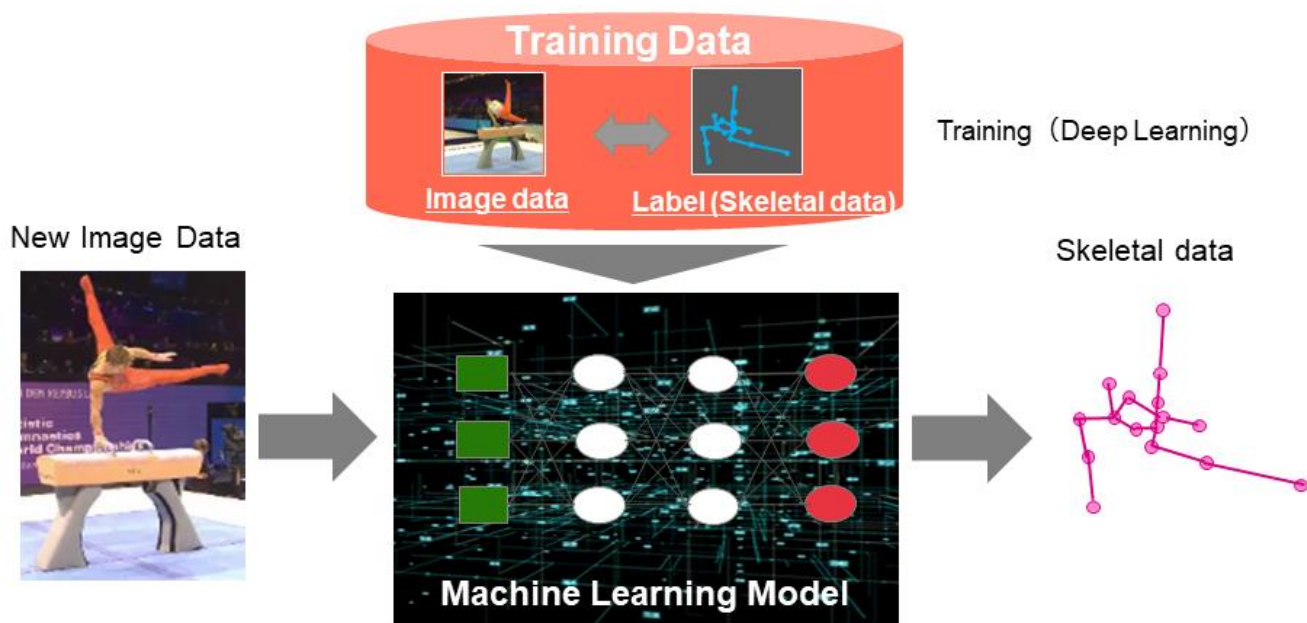 Training Data
Image data
Label (Skeletal data)
Training（Deep Learning）
New Image Data
Skeletal data
Machine Learning Model